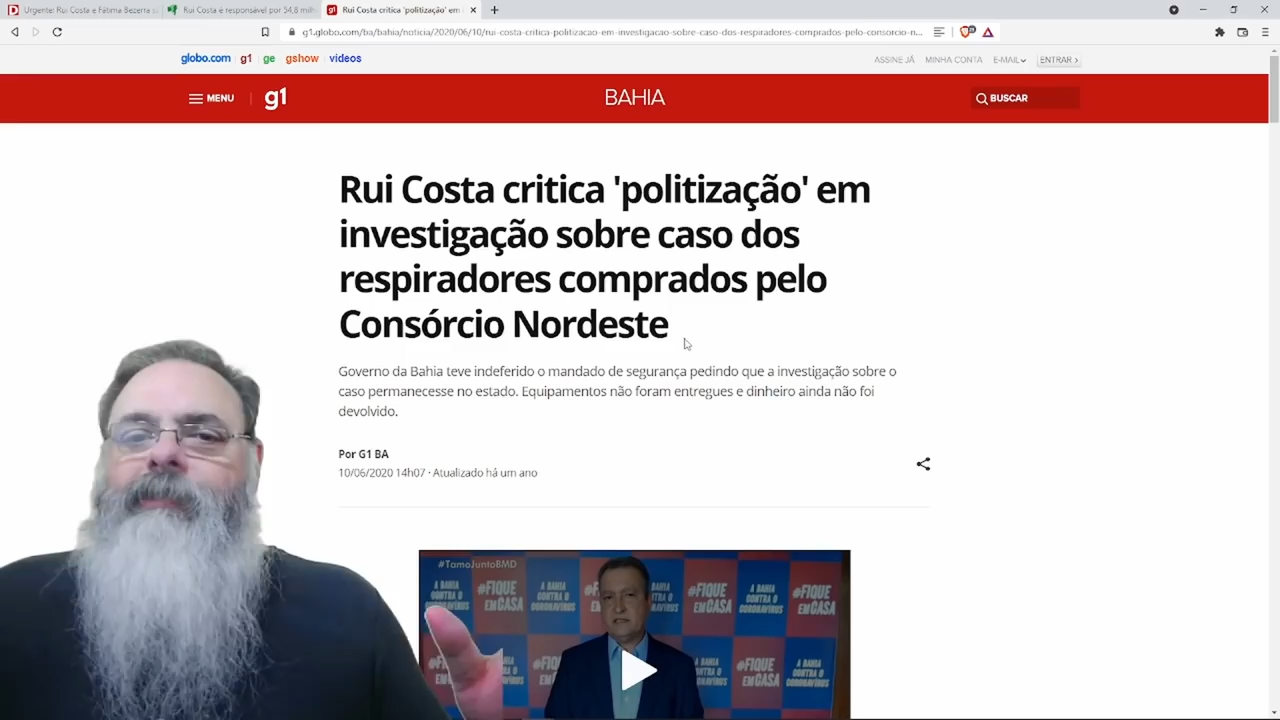 Urgente: Rui Costa e Fátima Bezerra s
Rui Costa é responsável por 54,8 milh
Rui Costa critica 'politização' em i
g1.globo.com/ba/bahia/noticia/2020/06/10/rui-costa-critica-politizacao-em-investigacao-sobre-caso-dos-respiradores-comprados-pelo-consorcio-n...
globo.com g1 ge gshow vídeos
ASSINE JÁ MINHA CONTA E-MAIL ENTRAR ›
MENU g1 BAHIA BUSCAR
Rui Costa critica 'politização' em
investigação sobre caso dos
respiradores comprados pelo
Consórcio Nordeste
Governo da Bahia teve indeferido o mandado de segurança pedindo que a investigação sobre o
caso permanecesse no estado. Equipamentos não foram entregues e dinheiro ainda não foi
devolvido.
Por G1 BA
10/06/2020 14h07 · Atualizado há um ano
#TamoJuntoBMD
A BAHIA
CONTRA O
CORONAVÍRUS
#FIQUE
EM CASA
A BAHIA
CONTRA O
CORONAVÍRUS
#FIQUE
EM CASA
A BAHIA
CONTRA O
CORONAVÍRUS
#FIQUE
EM CASA